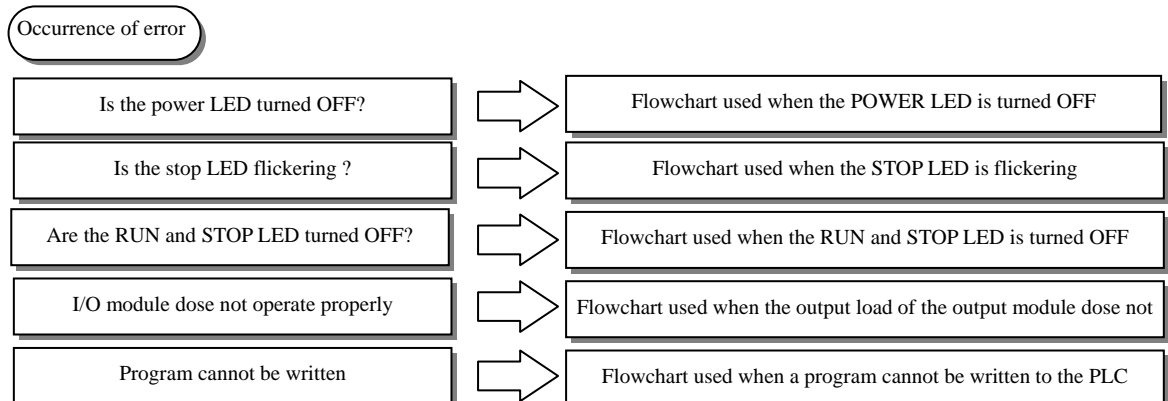 Occurrence of error
Is the power LED turned OFF?
Flowchart used when the POWER LED is turned OFF
Is the stop LED flickering ?
Flowchart used when the STOP LED is flickering
Are the RUN and STOP LED turned OFF?
Flowchart used when the RUN and STOP LED is turned OFF
I/O module dose not operate properly
Flowchart used when the output load of the output module dose not
Program cannot be written
Flowchart used when a program cannot be written to the PLC